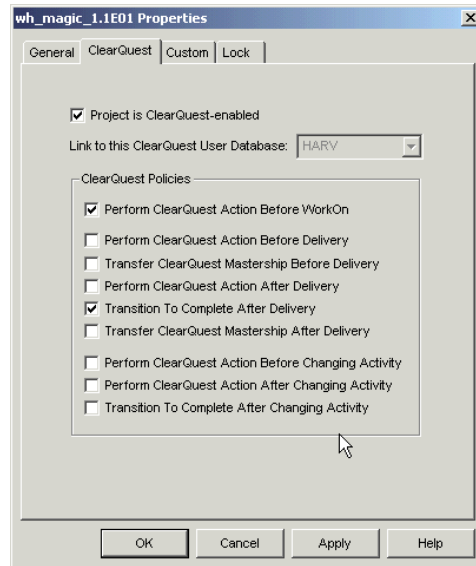 wh_magic_1.1E01 Properties
General ClearQuest Custom Lock
Project is ClearQuest-enabled
Link to this ClearQuest User Database: HARV
ClearQuest Policies
Perform ClearQuest Action Before WorkOn
Perform ClearQuest Action Before Delivery
Transfer ClearQuest Mastership Before Delivery
Perform ClearQuest Action After Delivery
Transition To Complete After Delivery
Transfer ClearQuest Mastership After Delivery
Perform ClearQuest Action Before Changing Activity
Perform ClearQuest Action After Changing Activity
Transition To Complete After Changing Activity
OK Cancel Apply Help